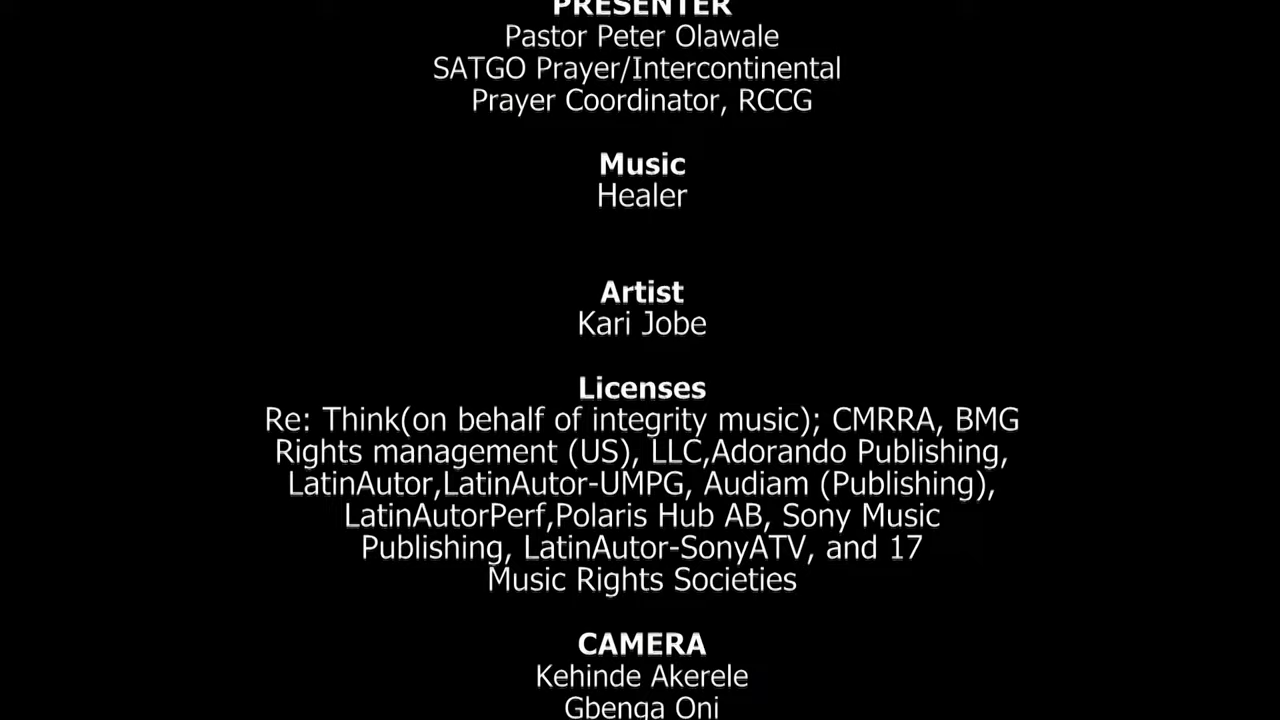 PRESENTER
Pastor Peter Olawale
SATGO Prayer/Intercontinental
Prayer Coordinator, RCCG
Music
Healer
Artist
Kari Jobe
Licenses
Re: Think(on behalf of integrity music); CMRRA, BMG
Rights management (US), LLC,Adorando Publishing,
LatinAutor,LatinAutor-UMPG, Audiam (Publishing),
LatinAutorPerf,Polaris Hub AB, Sony Music
Publishing, LatinAutor-SonyATV, and 17
Music Rights Societies
CAMERA
Kehinde Akerele
Gbenga Oni